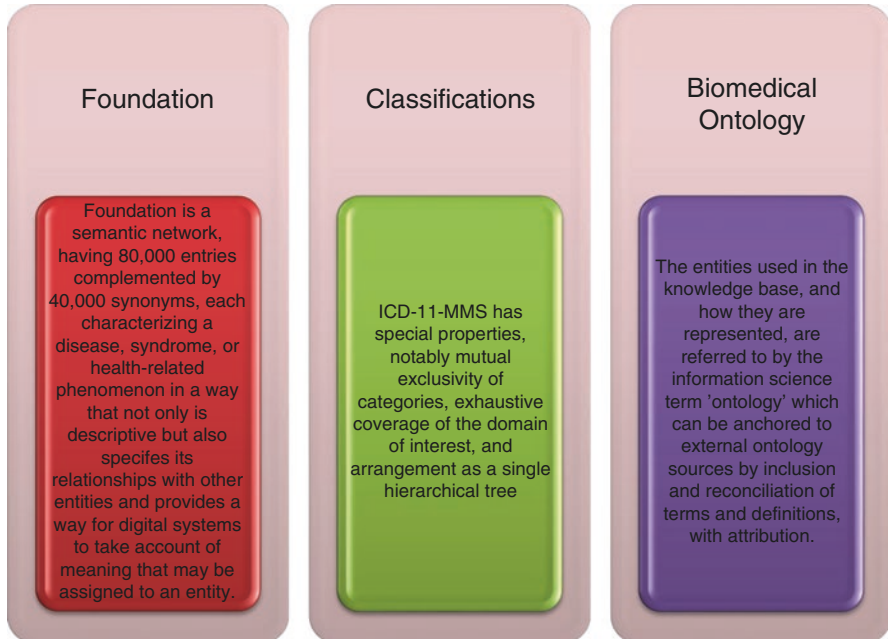 Foundation
Foundation is a
semantic network,
having 80,000 entries
complemented by
40,000 synonyms, each
characterizing a
disease, syndrome, or
health-related
phenomenon in a way
that not only is
descriptive but also
specifes its
relationships with other
entities and provides a
way for digital systems
to take account of
meaning that may be
assigned to an entity.
Classifications
ICD-11-MMS has
special properties,
notably mutual
exclusivity of
categories, exhaustive
coverage of the domain
of interest, and
arrangement as a single
hierarchical tree
Biomedical
Ontology
The entities used in the
knowledge base, and
how they are
represented, are
referred to by the
information science
term 'ontology' which
can be anchored to
external ontology
sources by inclusion
and reconciliation of
terms and definitions,
with attribution.